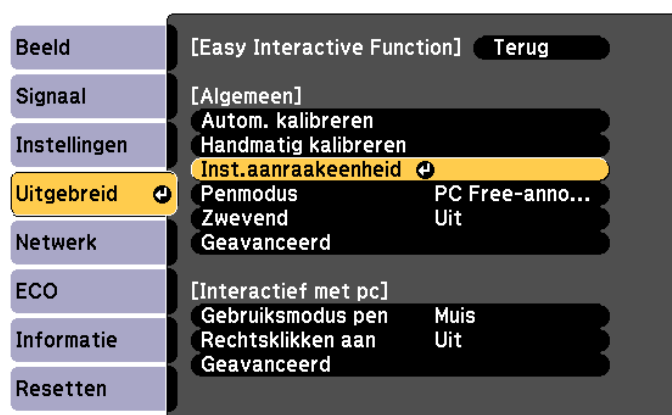 Beeld
Signaal
Instellingen
Uitgebreid
Netwerk
ECO
Informatie
Resetten
[Easy Interactive Function] Terug
[Algemeen]
Autom. kalibreren
Handmatig kalibreren
Inst.aanraakeenheid
Penmodus PC Free-anno...
Zwevend Uit
Geavanceerd
[Interactief met pc]
Gebruiksmodus pen Muis
Rechtsklikken aan Uit
Geavanceerd